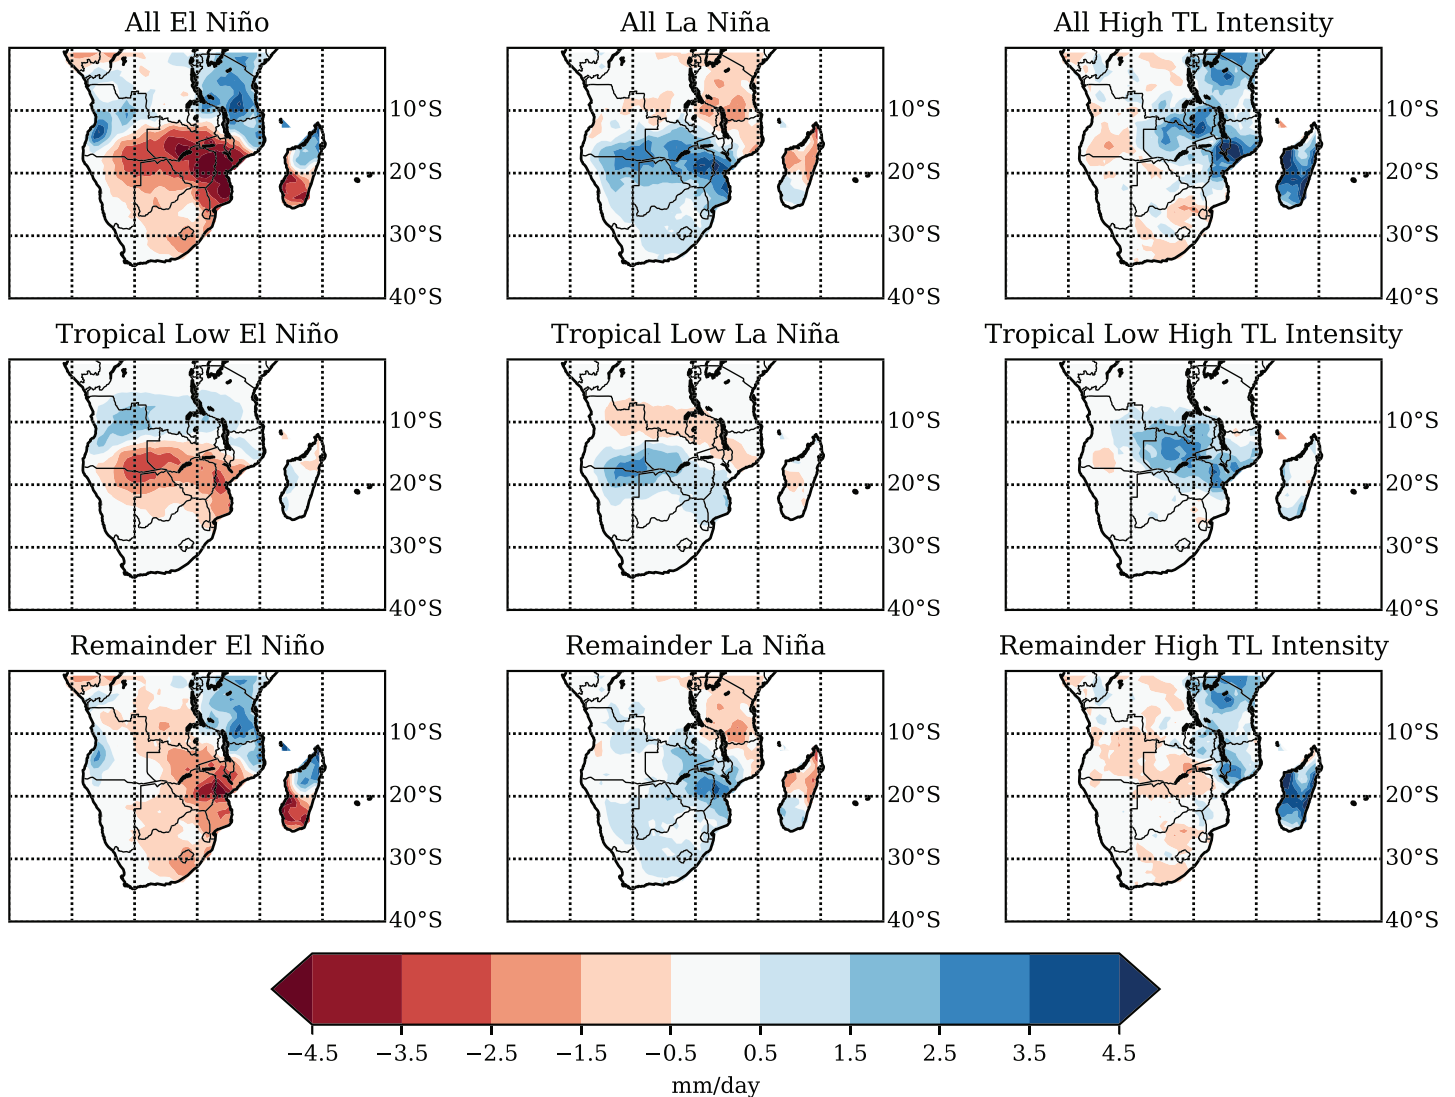 All El Niño
All La Niña
All High TL Intensity
10°S
20°S
30°S
40°S
10°S
20°S
30°S
40°S
10°S
20°S
30°S
40°S
Tropical Low El Niño
Tropical Low La Niña
Tropical Low High TL Intensity
10°S
20°S
30°S
40°S
10°S
20°S
30°S
40°S
10°S
20°S
30°S
40°S
Remainder El Niño
Remainder La Niña
Remainder High TL Intensity
10°S
20°S
30°S
40°S
10°S
20°S
30°S
40°S
10°S
20°S
30°S
40°S
−4.5 −3.5 −2.5 −1.5 −0.5 0.5 1.5 2.5 3.5 4.5
mm/day